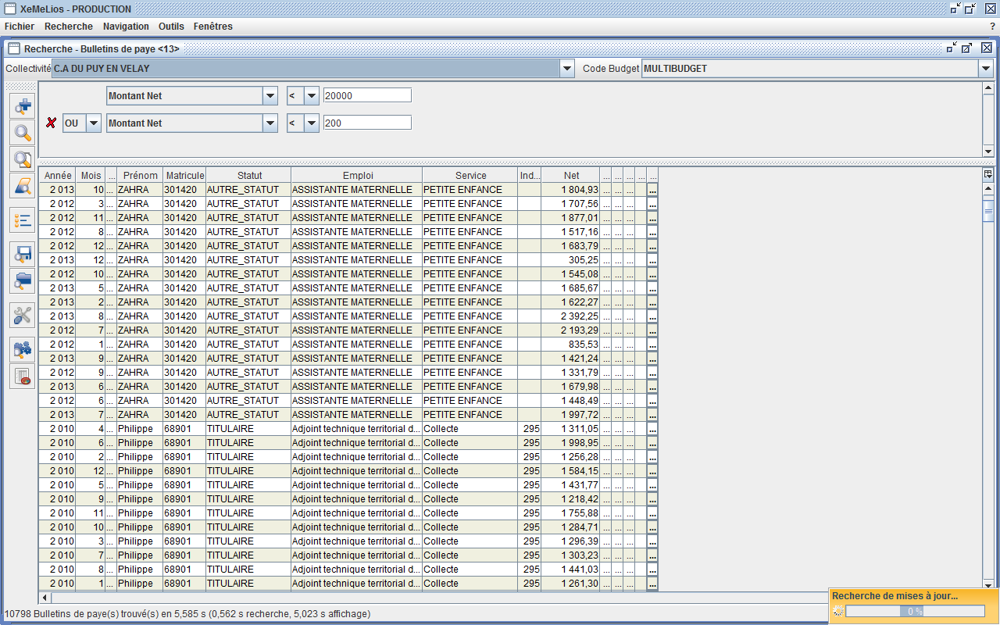 XeMeLios - PRODUCTION
Fichier Recherche Navigation Outils Fenêtres ?
Recherche - Bulletins de paye <13>
Collectivité C.A DU PUY EN VELAY Code Budget MULTIBUDGET
Montant Net < 20000
OU Montant Net < 200
Année Mois ... Prénom Matricule Statut Emploi Service Ind... Net ... ... ... ... ...
2 013 10 ... ZAHRA 301420 AUTRE_STATUT ASSISTANTE MATERNELLE PETITE ENFANCE 1 804,93 ... ... ... ...
2 012 3 ... ZAHRA 301420 AUTRE_STATUT ASSISTANTE MATERNELLE PETITE ENFANCE 1 707,56 ... ... ... ...
2 012 11 ... ZAHRA 301420 AUTRE_STATUT ASSISTANTE MATERNELLE PETITE ENFANCE 1 877,01 ... ... ... ...
2 012 8 ... ZAHRA 301420 AUTRE_STATUT ASSISTANTE MATERNELLE PETITE ENFANCE 1 517,16 ... ... ... ...
2 012 12 ... ZAHRA 301420 AUTRE_STATUT ASSISTANTE MATERNELLE PETITE ENFANCE 1 683,79 ... ... ... ...
2 013 12 ... ZAHRA 301420 AUTRE_STATUT ASSISTANTE MATERNELLE PETITE ENFANCE 305,25 ... ... ... ...
2 012 10 ... ZAHRA 301420 AUTRE_STATUT ASSISTANTE MATERNELLE PETITE ENFANCE 1 545,08 ... ... ... ...
2 013 5 ... ZAHRA 301420 AUTRE_STATUT ASSISTANTE MATERNELLE PETITE ENFANCE 1 685,67 ... ... ... ...
2 013 2 ... ZAHRA 301420 AUTRE_STATUT ASSISTANTE MATERNELLE PETITE ENFANCE 1 622,27 ... ... ... ...
2 013 8 ... ZAHRA 301420 AUTRE_STATUT ASSISTANTE MATERNELLE PETITE ENFANCE 2 392,25 ... ... ... ...
2 012 7 ... ZAHRA 301420 AUTRE_STATUT ASSISTANTE MATERNELLE PETITE ENFANCE 2 193,29 ... ... ... ...
2 012 1 ... ZAHRA 301420 AUTRE_STATUT ASSISTANTE MATERNELLE PETITE ENFANCE 835,53 ... ... ... ...
2 013 9 ... ZAHRA 301420 AUTRE_STATUT ASSISTANTE MATERNELLE PETITE ENFANCE 1 421,24 ... ... ... ...
2 012 9 ... ZAHRA 301420 AUTRE_STATUT ASSISTANTE MATERNELLE PETITE ENFANCE 1 331,79 ... ... ... ...
2 013 6 ... ZAHRA 301420 AUTRE_STATUT ASSISTANTE MATERNELLE PETITE ENFANCE 1 679,98 ... ... ... ...
2 012 6 ... ZAHRA 301420 AUTRE_STATUT ASSISTANTE MATERNELLE PETITE ENFANCE 1 448,49 ... ... ... ...
2 013 7 ... ZAHRA 301420 AUTRE_STATUT ASSISTANTE MATERNELLE PETITE ENFANCE 1 997,72 ... ... ... ...
2 010 4 ... Philippe 68901 TITULAIRE Adjoint technique territorial d... Collecte 295 1 311,05 ... ... ... ...
2 010 6 ... Philippe 68901 TITULAIRE Adjoint technique territorial d... Collecte 295 1 998,95 ... ... ... ...
2 010 2 ... Philippe 68901 TITULAIRE Adjoint technique territorial d... Collecte 295 1 256,28 ... ... ... ...
2 010 12 ... Philippe 68901 TITULAIRE Adjoint technique territorial d... Collecte 295 1 584,15 ... ... ... ...
2 010 5 ... Philippe 68901 TITULAIRE Adjoint technique territorial d... Collecte 295 1 431,77 ... ... ... ...
2 010 9 ... Philippe 68901 TITULAIRE Adjoint technique territorial d... Collecte 295 1 218,42 ... ... ... ...
2 010 11 ... Philippe 68901 TITULAIRE Adjoint technique territorial d... Collecte 295 1 755,88 ... ... ... ...
2 010 10 ... Philippe 68901 TITULAIRE Adjoint technique territorial d... Collecte 295 1 284,71 ... ... ... ...
2 010 3 ... Philippe 68901 TITULAIRE Adjoint technique territorial d... Collecte 295 1 296,39 ... ... ... ...
2 010 7 ... Philippe 68901 TITULAIRE Adjoint technique territorial d... Collecte 295 1 303,23 ... ... ... ...
2 010 8 ... Philippe 68901 TITULAIRE Adjoint technique territorial d... Collecte 295 1 441,03 ... ... ... ...
2 010 1 ... Philippe 68901 TITULAIRE Adjoint technique territorial d... Collecte 295 1 261,30 ... ... ... ...
Recherche de mises à jour...
0 %
10798 Bulletins de paye(s) trouvé(s) en 5,585 s (0,562 s recherche, 5,023 s affichage)